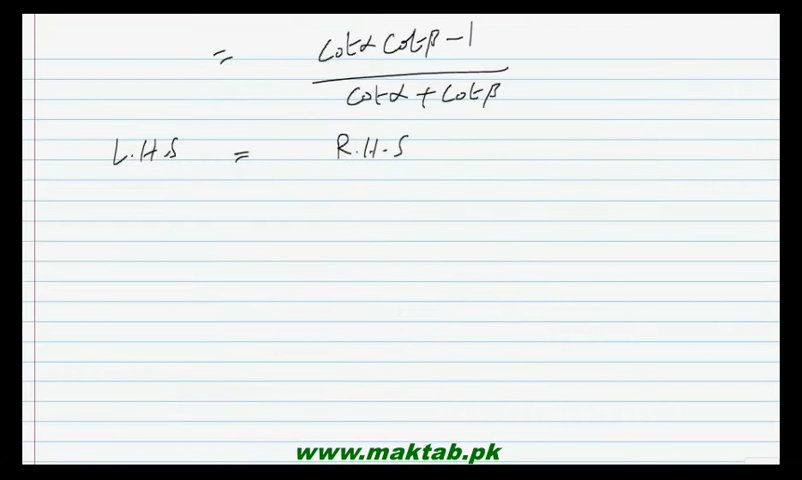 = Cotα Cotβ - 1
Cotα + Cotβ
L.H.S = R.H.S
www.maktab.pk